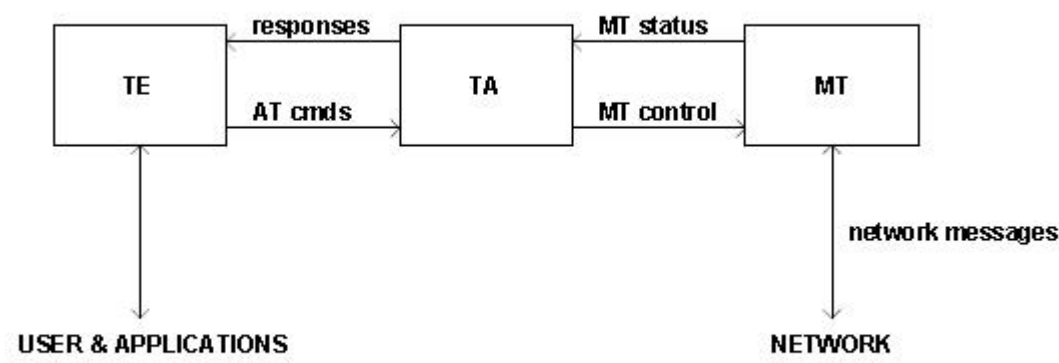 responses
MT status
TE
TA
MT
AT cmds
MT control
network messages
USER & APPLICATIONS
NETWORK